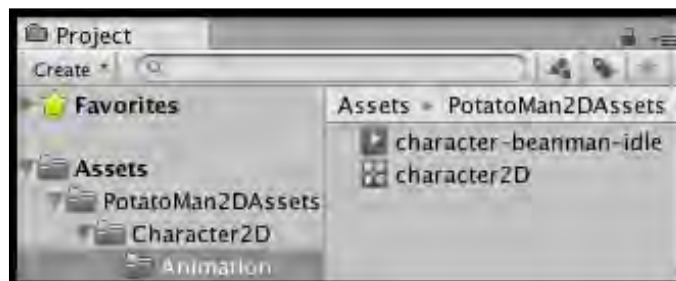 Project
Create
Favorites
Assets
PotatoMan2DAssets
Character2D
Animation
Assets PotatoMan2DAssets
character-beanman-idle
character2D